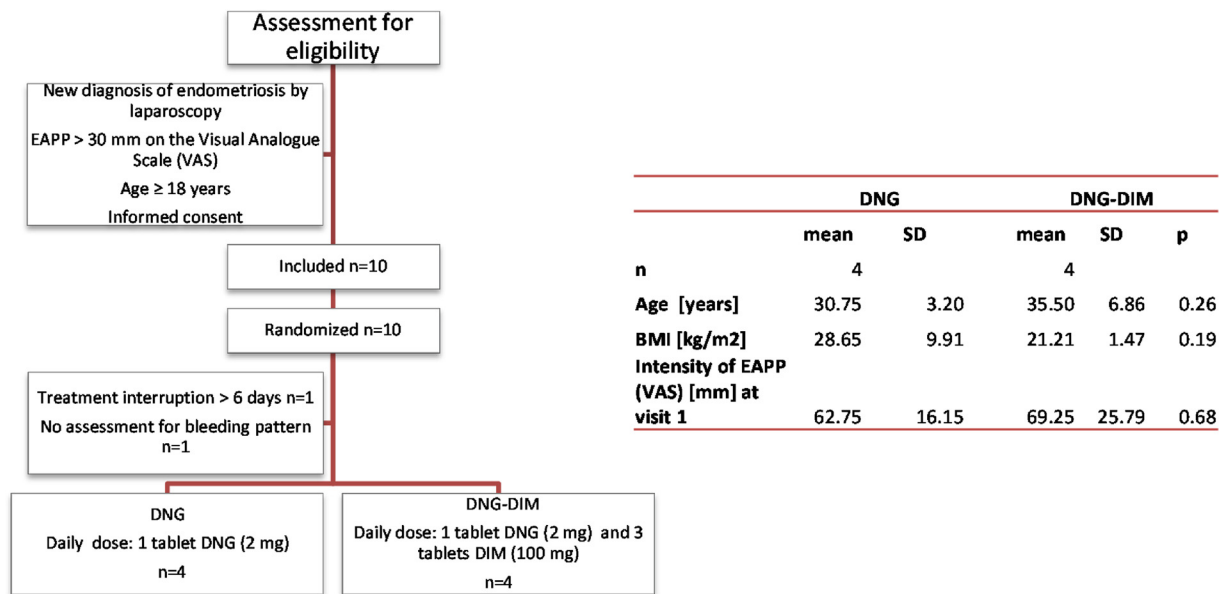 Assessment for
eligibility
New diagnosis of endometriosis by
laparoscopy
EAPP > 30 mm on the Visual Analogue
Scale (VAS)
Age ≥ 18 years
Informed consent
Included n=10
Randomized n=10
Treatment interruption > 6 days n=1
No assessment for bleeding pattern
n=1
DNG
Daily dose: 1 tablet DNG (2 mg)
n=4
DNG-DIM
Daily dose: 1 tablet DNG (2 mg) and 3
tablets DIM (100 mg)
n=4
DNG DNG-DIM
mean SD mean SD p
n 4 4
Age [years] 30.75 3.20 35.50 6.86 0.26
BMI [kg/m2] 28.65 9.91 21.21 1.47 0.19
Intensity of EAPP
(VAS) [mm] at
visit 1 62.75 16.15 69.25 25.79 0.68